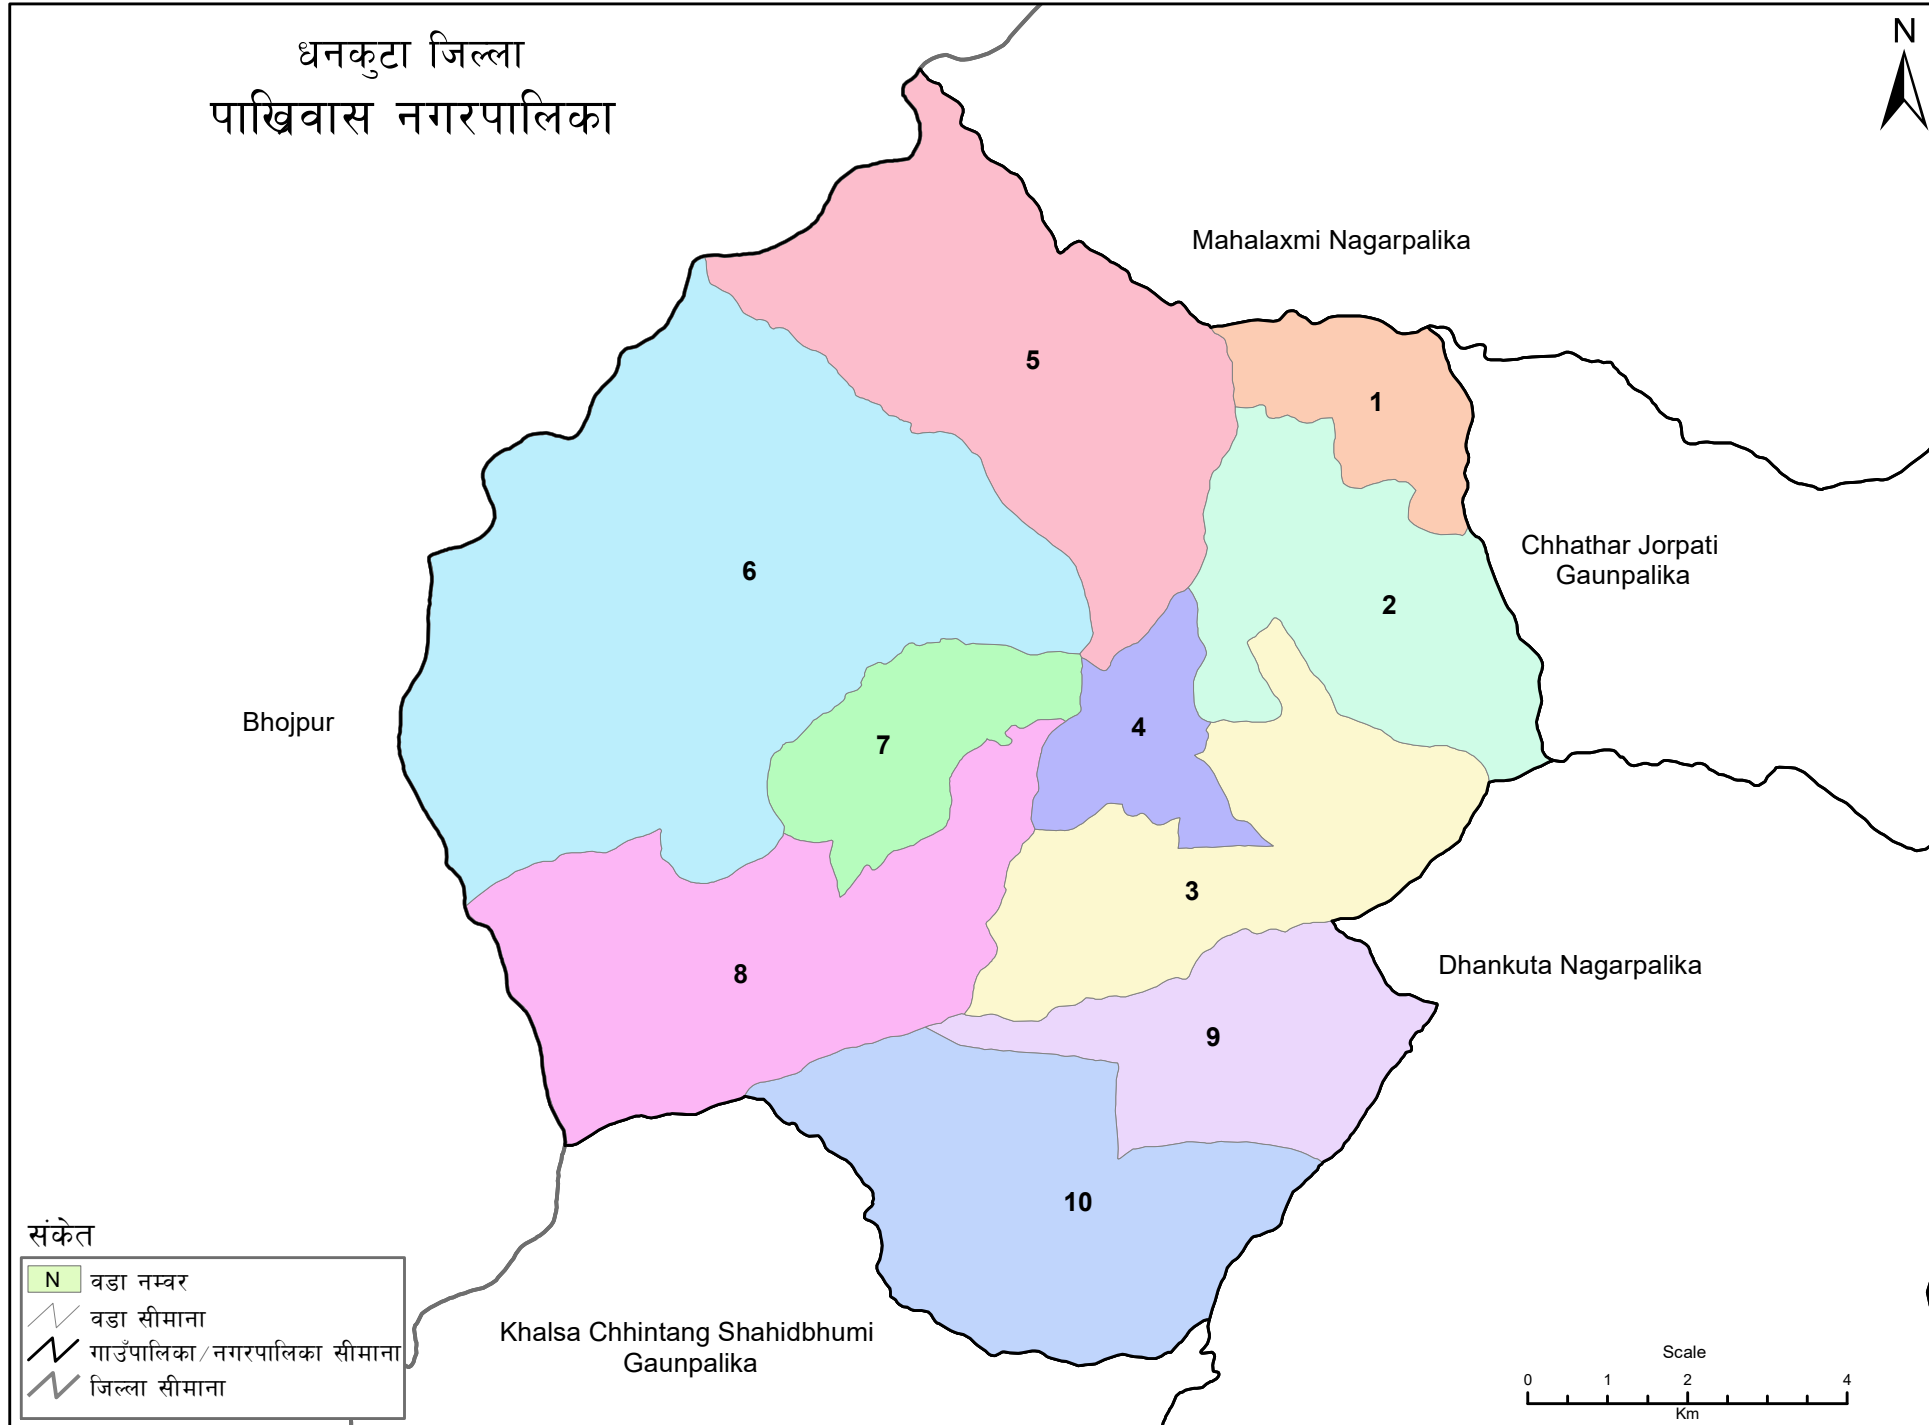 धनकुटा जिल्ला
पाख्रिवास नगरपालिका
N
Mahalaxmi Nagarpalika
5
1
Chhathar Jorpati
Gaunpalika
6
2
Bhojpur
4
7
3
Dhankuta Nagarpalika
8
9
10
संकेत
N वडा नम्वर
वडा सीमाना
गाउँपालिका/नगरपालिका सीमाना
जिल्ला सीमाना
Khalsa Chhintang Shahidbhumi
Gaunpalika
Scale
0 1 2 4
Km